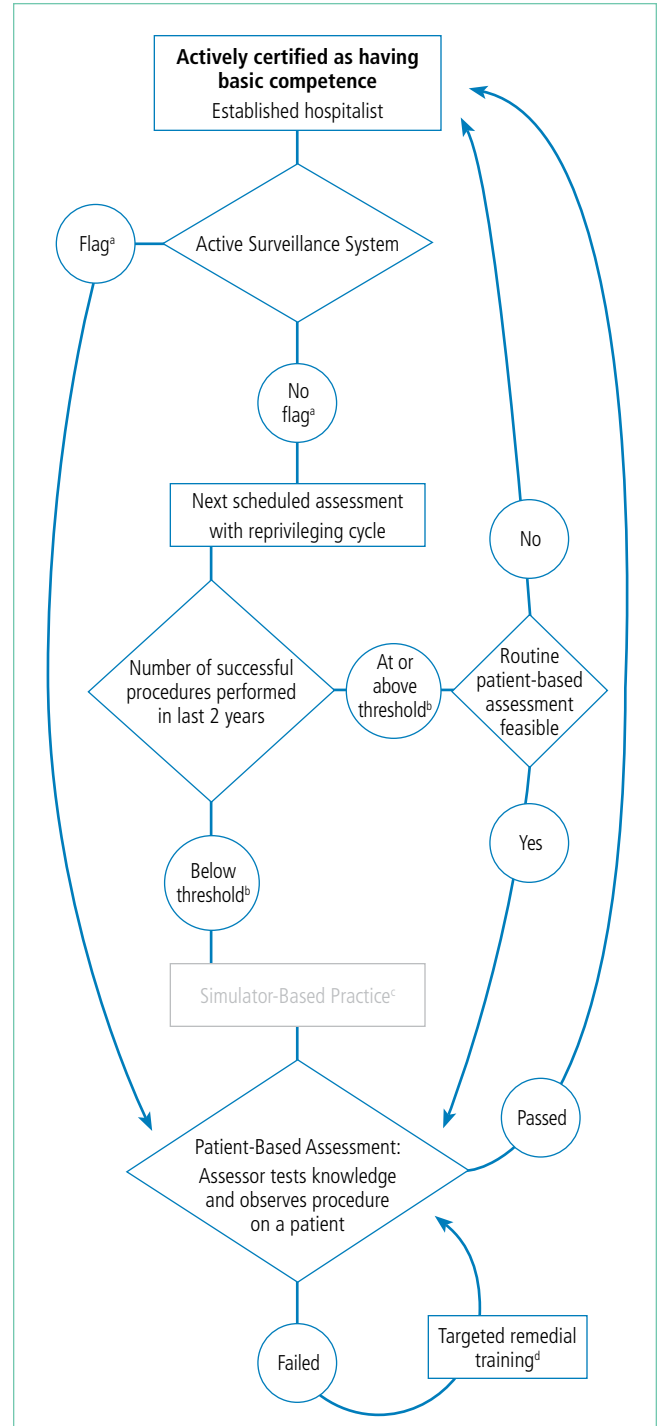 Actively certified as having
basic competence
Established hospitalist
Flagᵃ
Active Surveillance System
No
flagᵃ
Next scheduled assessment
with reprivileging cycle
No
Number of successful
procedures performed
in last 2 years
At or
above
thresholdᵇ
Routine
patient-based
assessment
feasible
Yes
Below
thresholdᵇ
Simulator-Based Practiceᶜ
Passed
Patient-Based Assessment:
Assessor tests knowledge
and observes procedure
on a patient
Failed
Targeted remedial
trainingᵈ